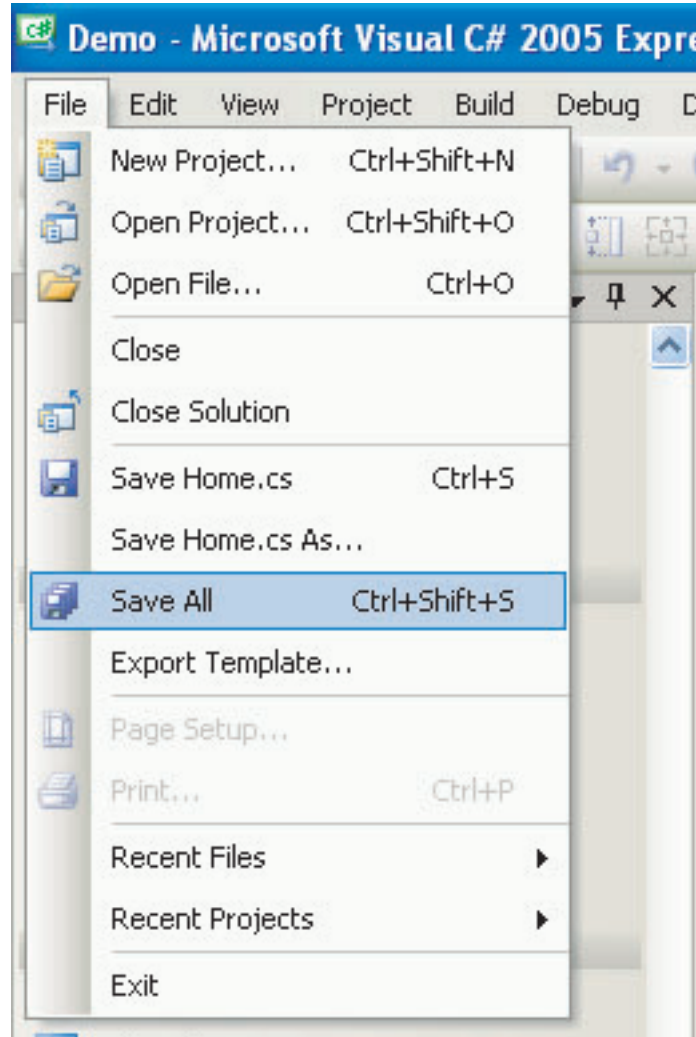 C# Demo - Microsoft Visual C# 2005 Expre
File Edit View Project Build Debug D
New Project... Ctrl+Shift+N
Open Project... Ctrl+Shift+O
Open File... Ctrl+O
Close
Close Solution
Save Home.cs Ctrl+S
Save Home.cs As...
Save All Ctrl+Shift+S
Export Template...
Page Setup...
Print... Ctrl+P
Recent Files
Recent Projects
Exit